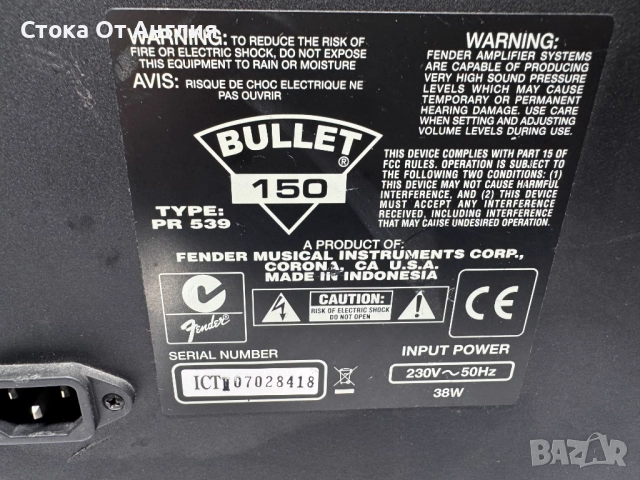 Стока От Англия
WARNING: TO REDUCE THE RISK OF
FIRE OR ELECTRIC SHOCK, DO NOT EXPOSE
THIS EQUIPMENT TO RAIN OR MOISTURE
AVIS: RISQUE DE CHOC ELECTRIQUE NE
PAS OUVRIR
WARNING:
FENDER AMPLIFIER SYSTEMS
ARE CAPABLE OF PRODUCING
VERY HIGH SOUND PRESSURE
LEVELS WHICH MAY CAUSE
TEMPORARY OR PERMANENT
HEARING DAMAGE. USE CARE
WHEN SETTING AND ADJUSTING
VOLUME LEVELS DURING USE.
BULLET
®
150
TYPE:
PR 539
THIS DEVICE COMPLIES WITH PART 15 OF
FCC RULES. OPERATION IS SUBJECT TO
THE FOLLOWING TWO CONDITIONS: (1)
THIS DEVICE MAY NOT CAUSE HARMFUL
INTERFERENCE, AND (2) THIS DEVICE
MUST ACCEPT ANY INTERFERENCE
RECEIVED, INCLUDING INTERFERENCE
THAT MAY CAUSE UNDESIRED OPERATION.
A PRODUCT OF:
FENDER MUSICAL INSTRUMENTS CORP.,
CORONA, CA U.S.A.
MADE IN INDONESIA
Fender
CAUTION:
RISK OF ELECTRIC SHOCK
DO NOT OPEN
CE
SERIAL NUMBER
ICT 07028418
INPUT POWER
230V~50Hz
38W
BAZAR